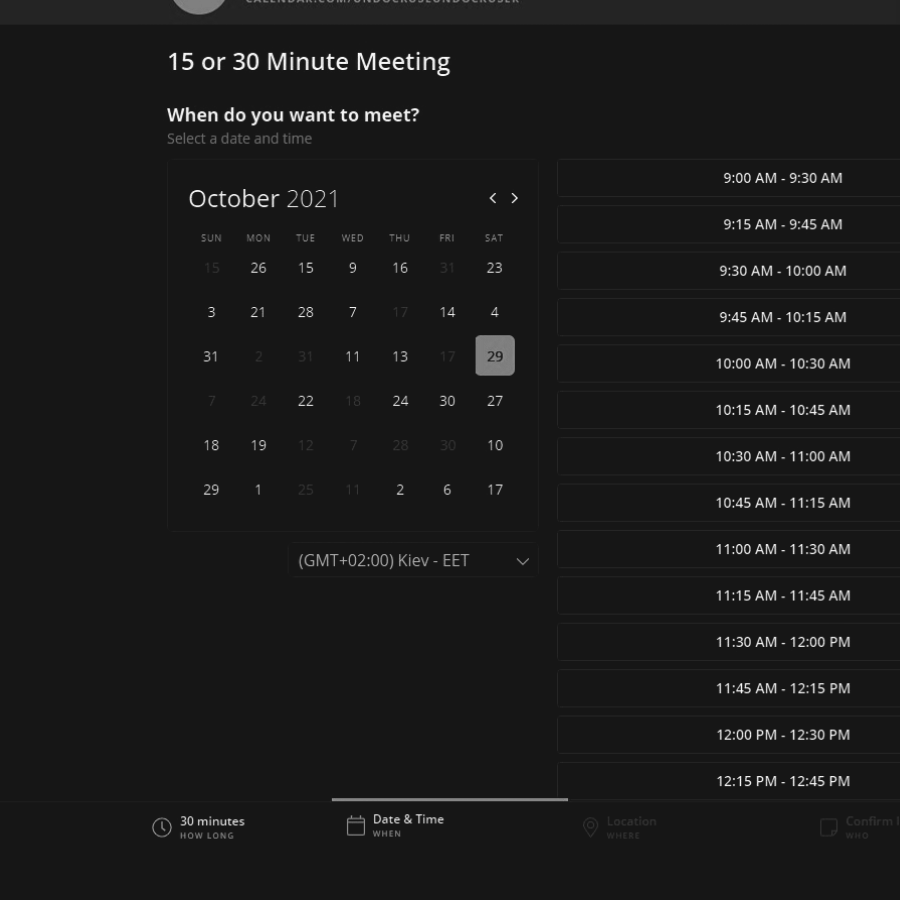 15 or 30 Minute Meeting
When do you want to meet?
Select a date and time
October 2021
SUN MON TUE WED THU FRI SAT
15 26 15 9 16 31 23
3 21 28 7 17 14 4
31 2 31 11 13 17 29
7 24 22 18 24 30 27
18 19 12 7 28 30 10
29 1 25 11 2 6 17
(GMT+02:00) Kiev - EET
9:00 AM - 9:30 AM
9:15 AM - 9:45 AM
9:30 AM - 10:00 AM
9:45 AM - 10:15 AM
10:00 AM - 10:30 AM
10:15 AM - 10:45 AM
10:30 AM - 11:00 AM
10:45 AM - 11:15 AM
11:00 AM - 11:30 AM
11:15 AM - 11:45 AM
11:30 AM - 12:00 PM
11:45 AM - 12:15 PM
12:00 PM - 12:30 PM
12:15 PM - 12:45 PM
30 minutes
HOW LONG
Date & Time
WHEN
Location
WHERE
Confirm
WHO